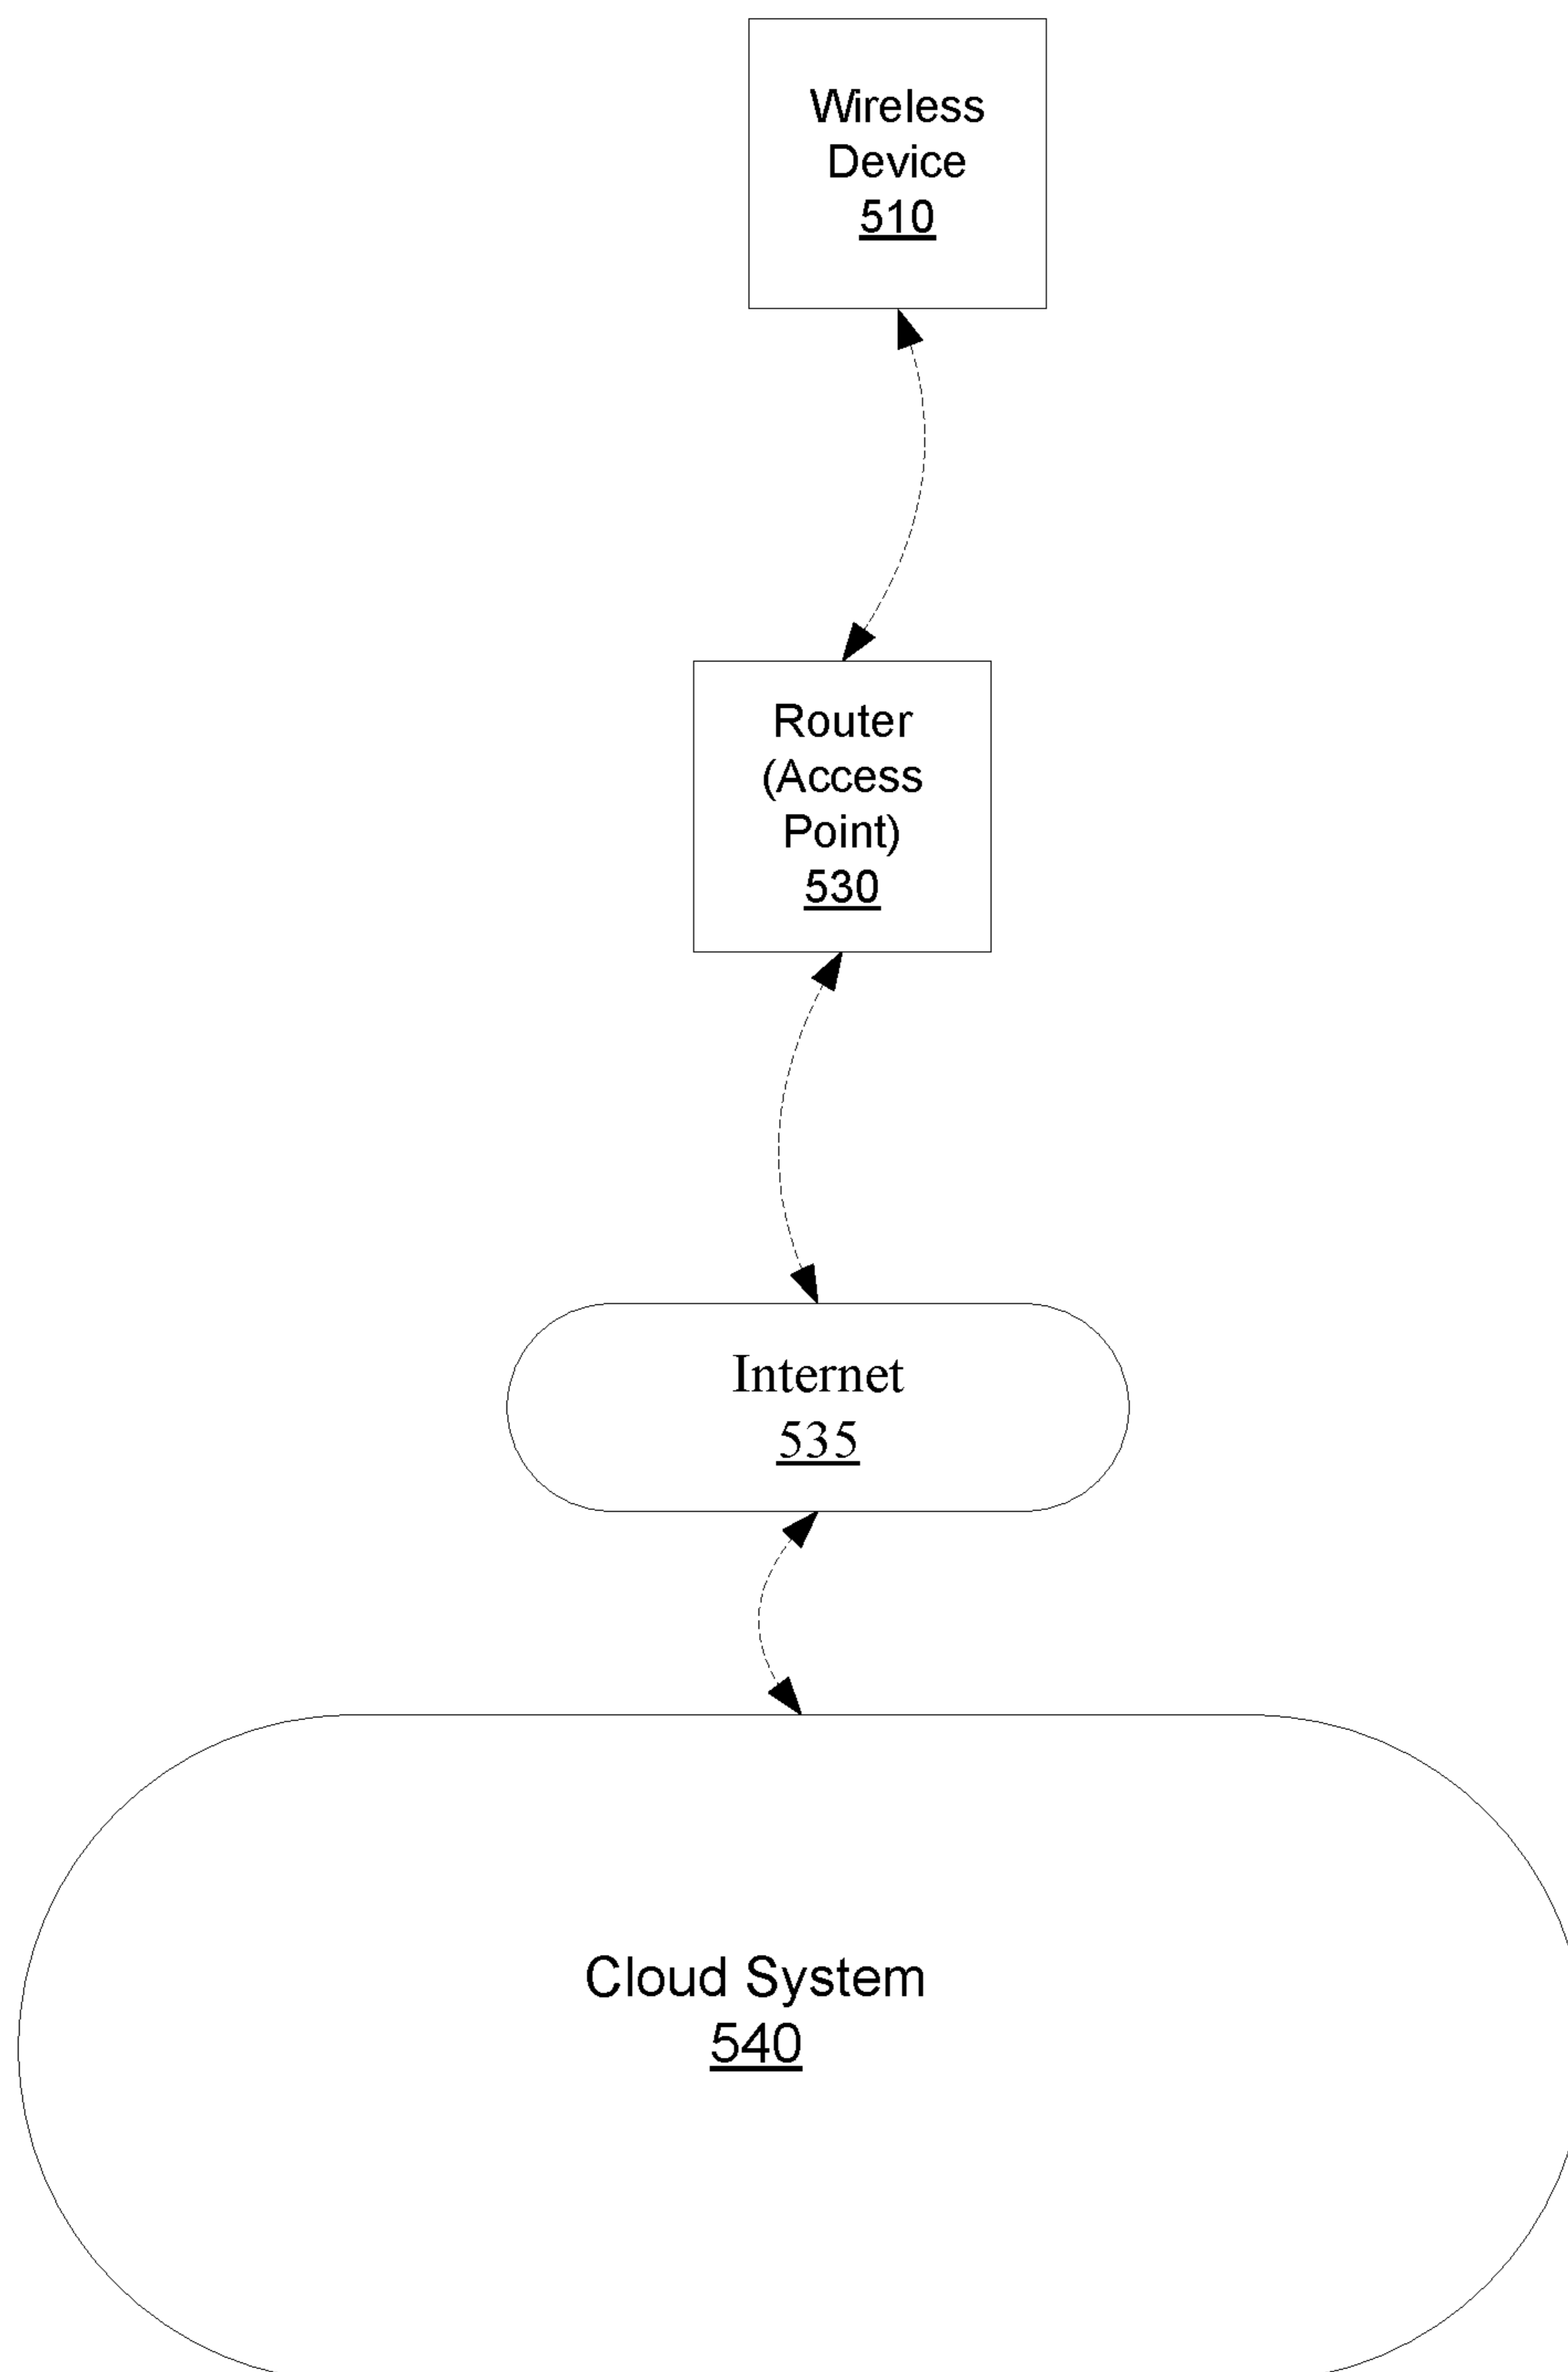 Wireless
Device
510
Router
(Access
Point)
530
Internet
535
Cloud System
540